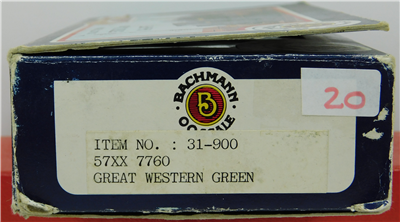 BACHMANN
B
OO SCALE
20
ITEM NO. : 31-900
57XX 7760
GREAT WESTERN GREEN